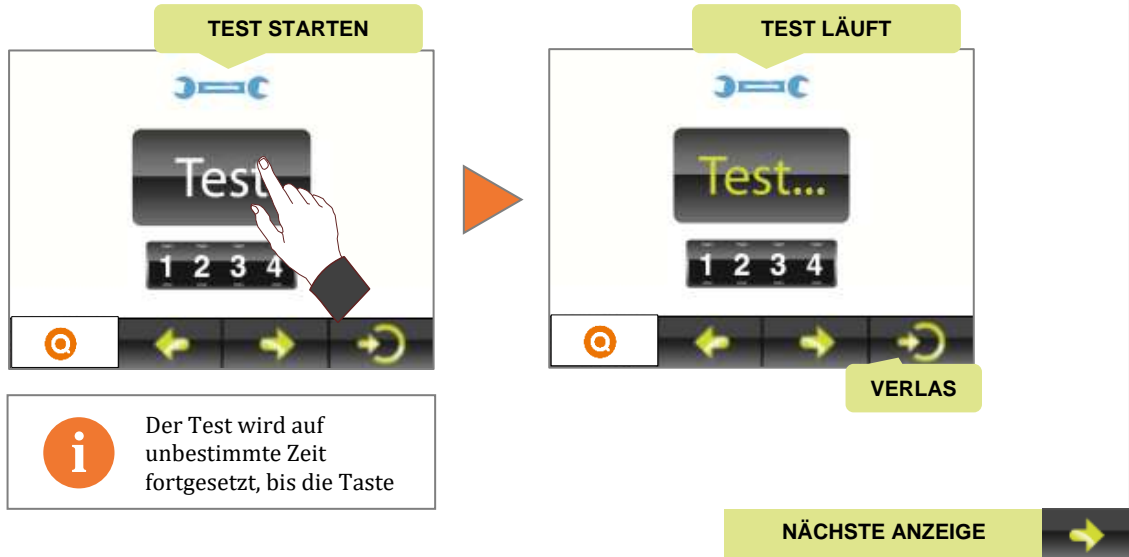 TEST STARTEN
Test
1 2 3 4
TEST LÄUFT
Test...
1 2 3 4
VERLAS
i
Der Test wird auf
unbestimmte Zeit
fortgesetzt, bis die Taste
NÄCHSTE ANZEIGE